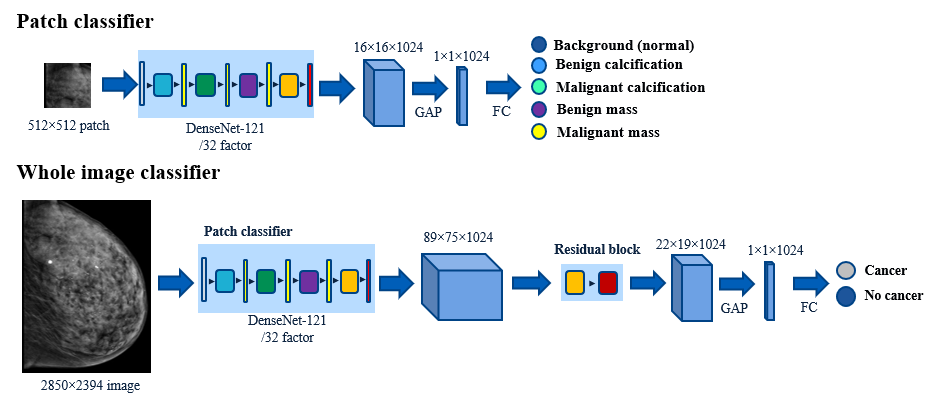 Patch classifier
16×16×1024
1×1×1024
Background (normal)
Benign calcification
Malignant calcification
Benign mass
Malignant mass
GAP
FC
512×512 patch
DenseNet-121
/32 factor
Whole image classifier
Patch classifier
89×75×1024
Residual block
22×19×1024
1×1×1024
Cancer
No cancer
GAP
FC
DenseNet-121
/32 factor
2850×2394 image